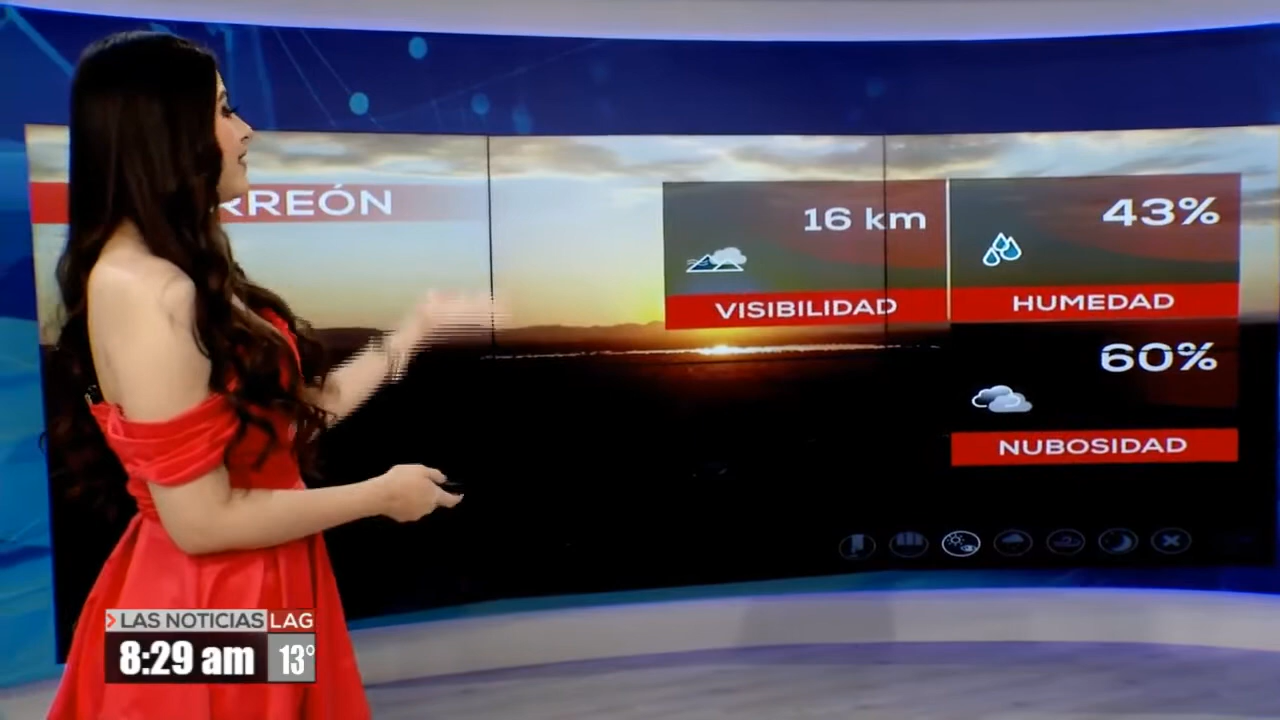 RREÓN
16 km
VISIBILIDAD
43%
HUMEDAD
60%
NUBOSIDAD
LAS NOTICIAS LAG
8:29 am 13°